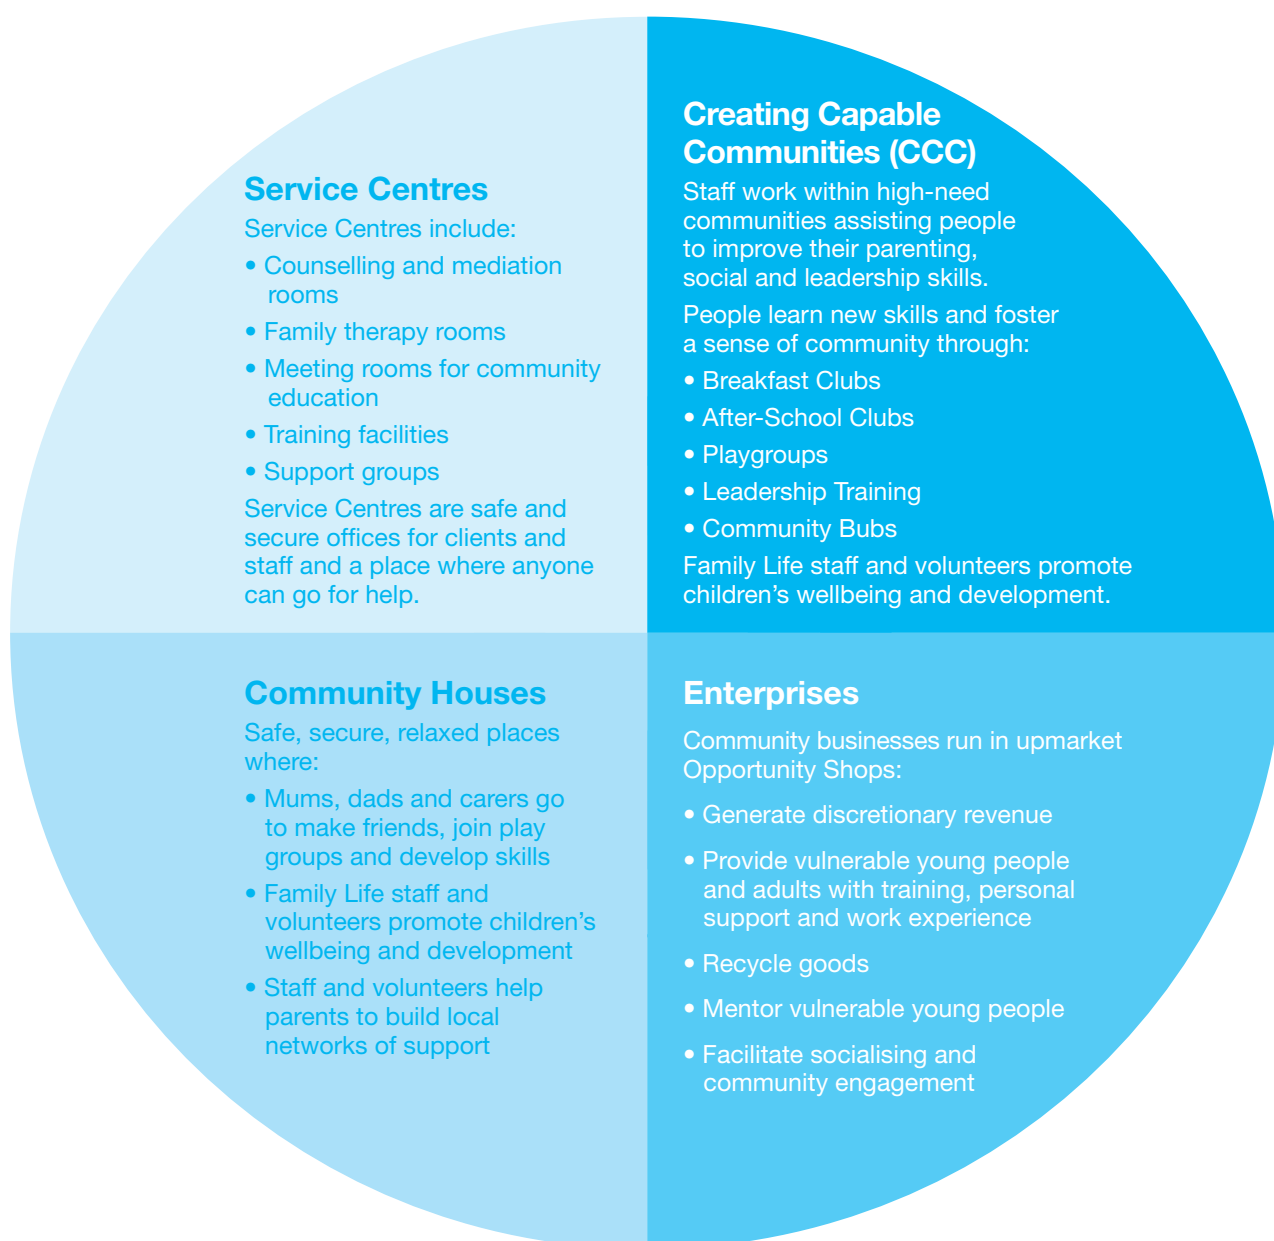 Service Centres
Service Centres include:
• Counselling and mediation
rooms
• Family therapy rooms
• Meeting rooms for community
education
• Training facilities
• Support groups
Service Centres are safe and
secure offices for clients and
staff and a place where anyone
can go for help.
Creating Capable
Communities (CCC)
Staff work within high-need
communities assisting people
to improve their parenting,
social and leadership skills.
People learn new skills and foster
a sense of community through:
• Breakfast Clubs
• After-School Clubs
• Playgroups
• Leadership Training
• Community Bubs
Family Life staff and volunteers promote
children’s wellbeing and development.
Community Houses
Safe, secure, relaxed places
where:
• Mums, dads and carers go
to make friends, join play
groups and develop skills
• Family Life staff and
volunteers promote children’s
wellbeing and development
• Staff and volunteers help
parents to build local
networks of support
Enterprises
Community businesses run in upmarket
Opportunity Shops:
• Generate discretionary revenue
• Provide vulnerable young people
and adults with training, personal
support and work experience
• Recycle goods
• Mentor vulnerable young people
• Facilitate socialising and
community engagement